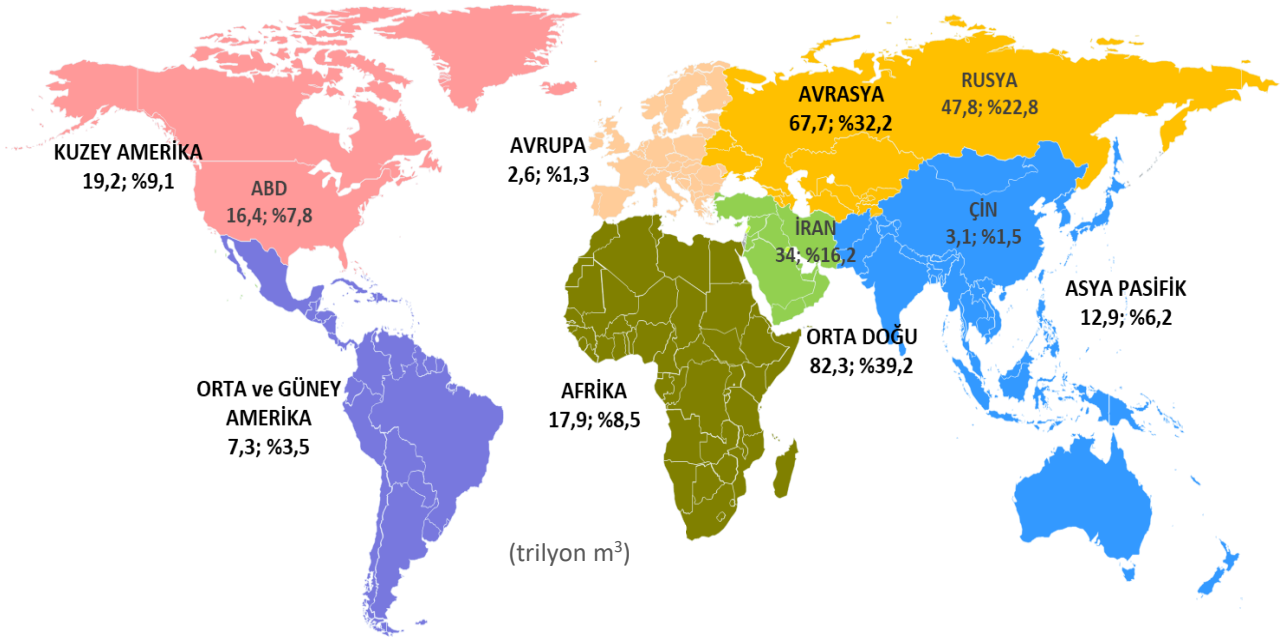 KUZEY AMERİKA
19,2; %9,1
ABD
16,4; %7,8
ORTA ve GÜNEY
AMERİKA
7,3; %3,5
AVRUPA
2,6; %1,3
AVRASYA
67,7; %32,2
RUSYA
47,8; %22,8
İRAN
34; %16,2
ÇİN
3,1; %1,5
ASYA PASİFİK
12,9; %6,2
ORTA DOĞU
82,3; %39,2
AFRİKA
17,9; %8,5
(trilyon m³)